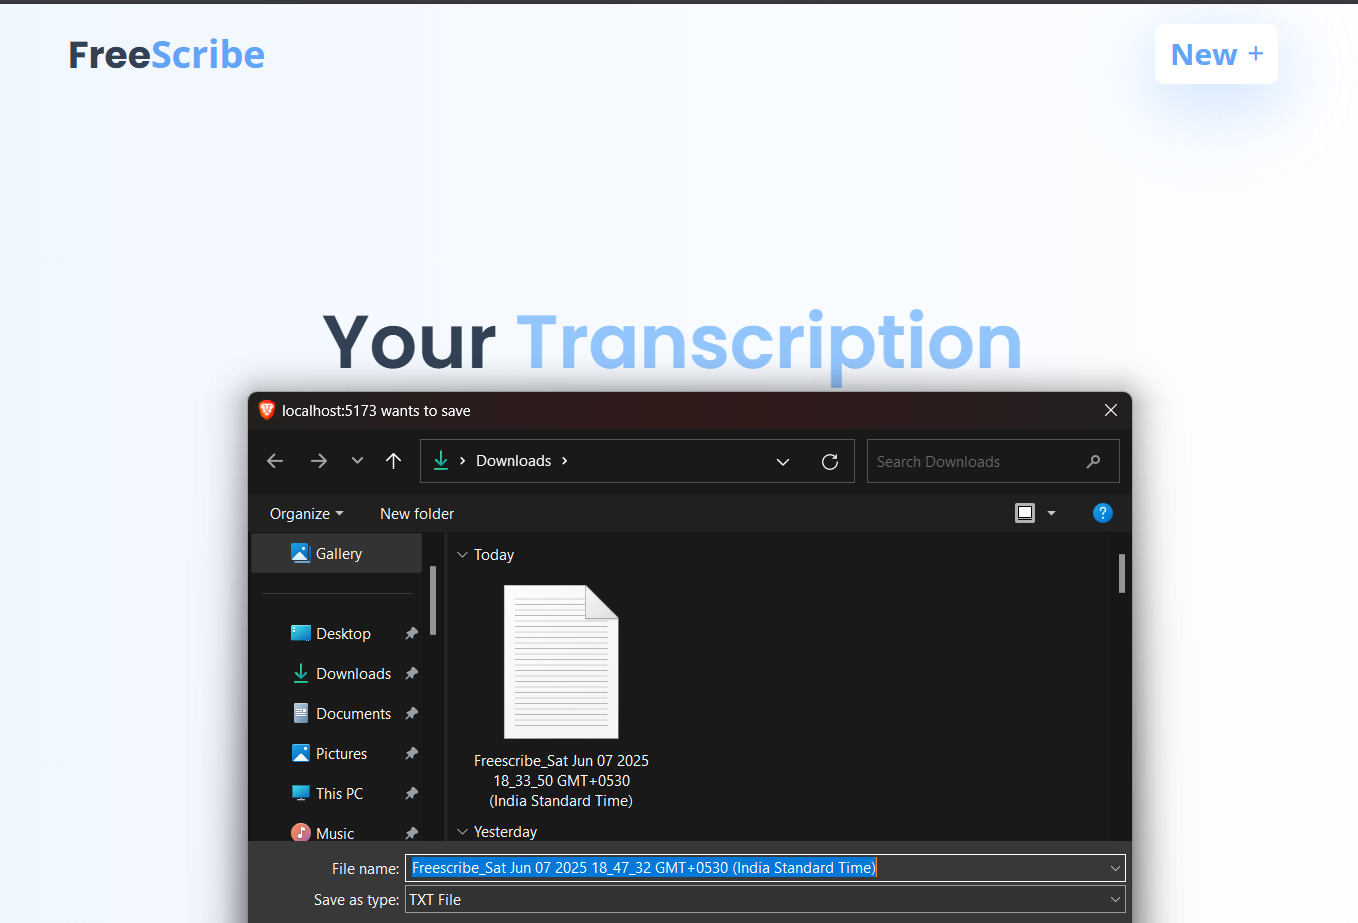 FreeScribe
New +
Your Transcription
localhost:5173 wants to save
Downloads
Search Downloads
Organize
New folder
?
Gallery
Desktop
Downloads
Documents
Pictures
This PC
Music
Today
Freescribe_Sat Jun 07 2025
18_33_50 GMT+0530
(India Standard Time)
Yesterday
File name: Freescribe_Sat Jun 07 2025 18_47_32 GMT+0530 (India Standard Time)
Save as type: TXT File